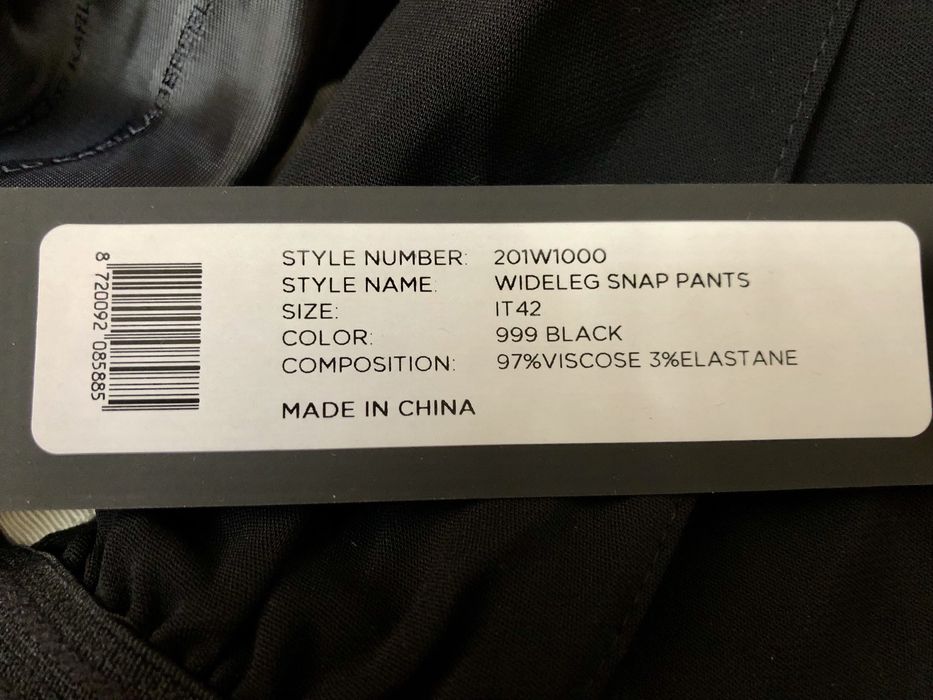 STYLE NUMBER: 201W1000
STYLE NAME: WIDELEG SNAP PANTS
SIZE: IT42
COLOR: 999 BLACK
COMPOSITION: 97%VISCOSE 3%ELASTANE
MADE IN CHINA
8 720092 085885